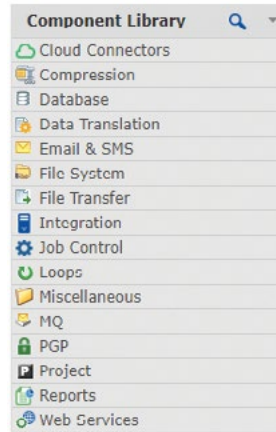 Component Library
Cloud Connectors
Compression
Database
Data Translation
Email & SMS
File System
File Transfer
Integration
Job Control
Loops
Miscellaneous
MQ
PGP
Project
Reports
Web Services